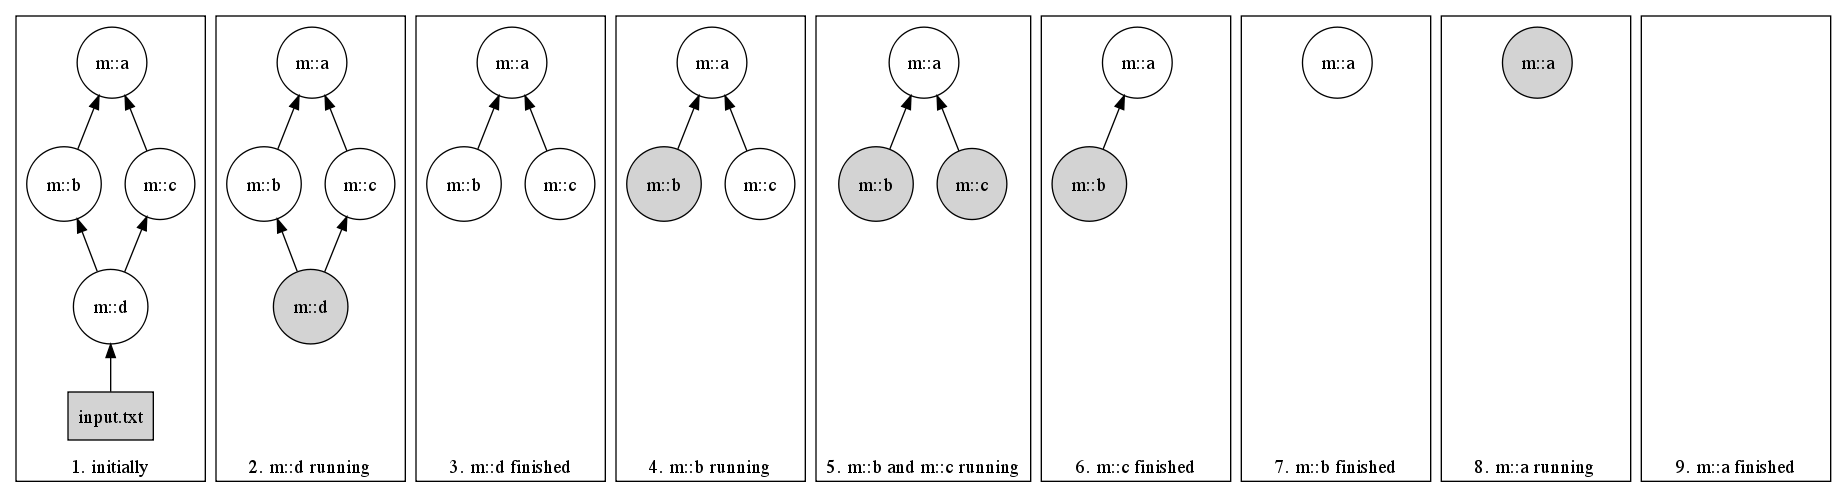 m::a
m::b
m::c
m::d
input.txt
1. initially
m::a
m::b
m::c
m::d
2. m::d running
m::a
m::b
m::c
3. m::d finished
m::a
m::b
m::c
4. m::b running
m::a
m::b
m::c
5. m::b and m::c running
m::a
m::b
6. m::c finished
m::a
7. m::b finished
m::a
8. m::a running
9. m::a finished